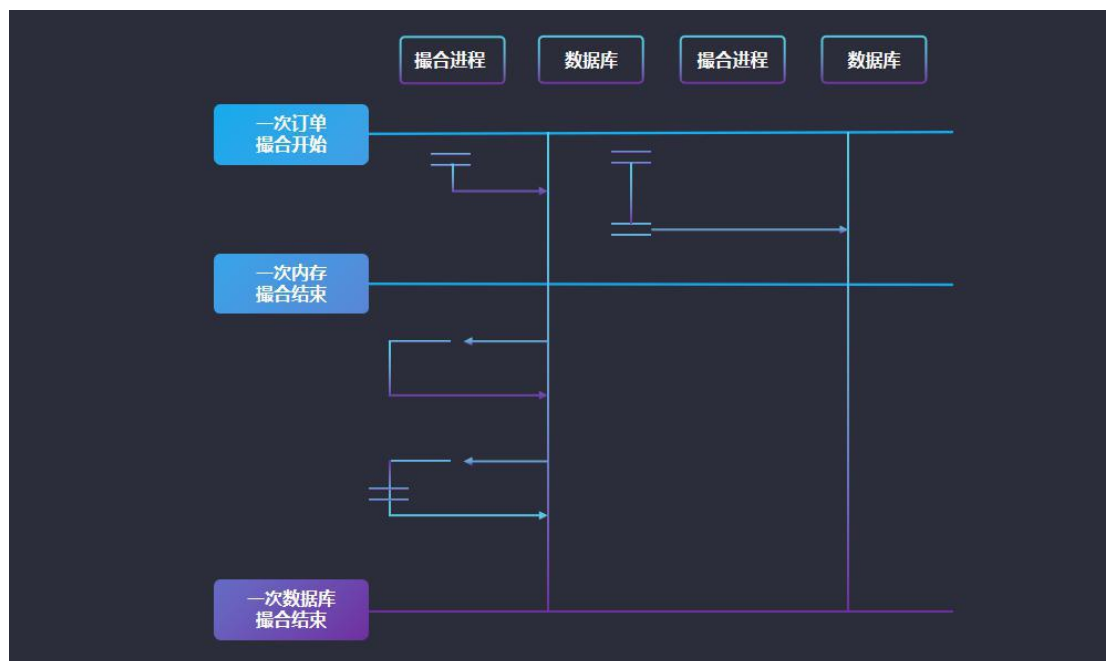 撮合进程
数据库
撮合进程
数据库
一次订单
撮合开始
一次内存
撮合结束
一次数据库
撮合结束